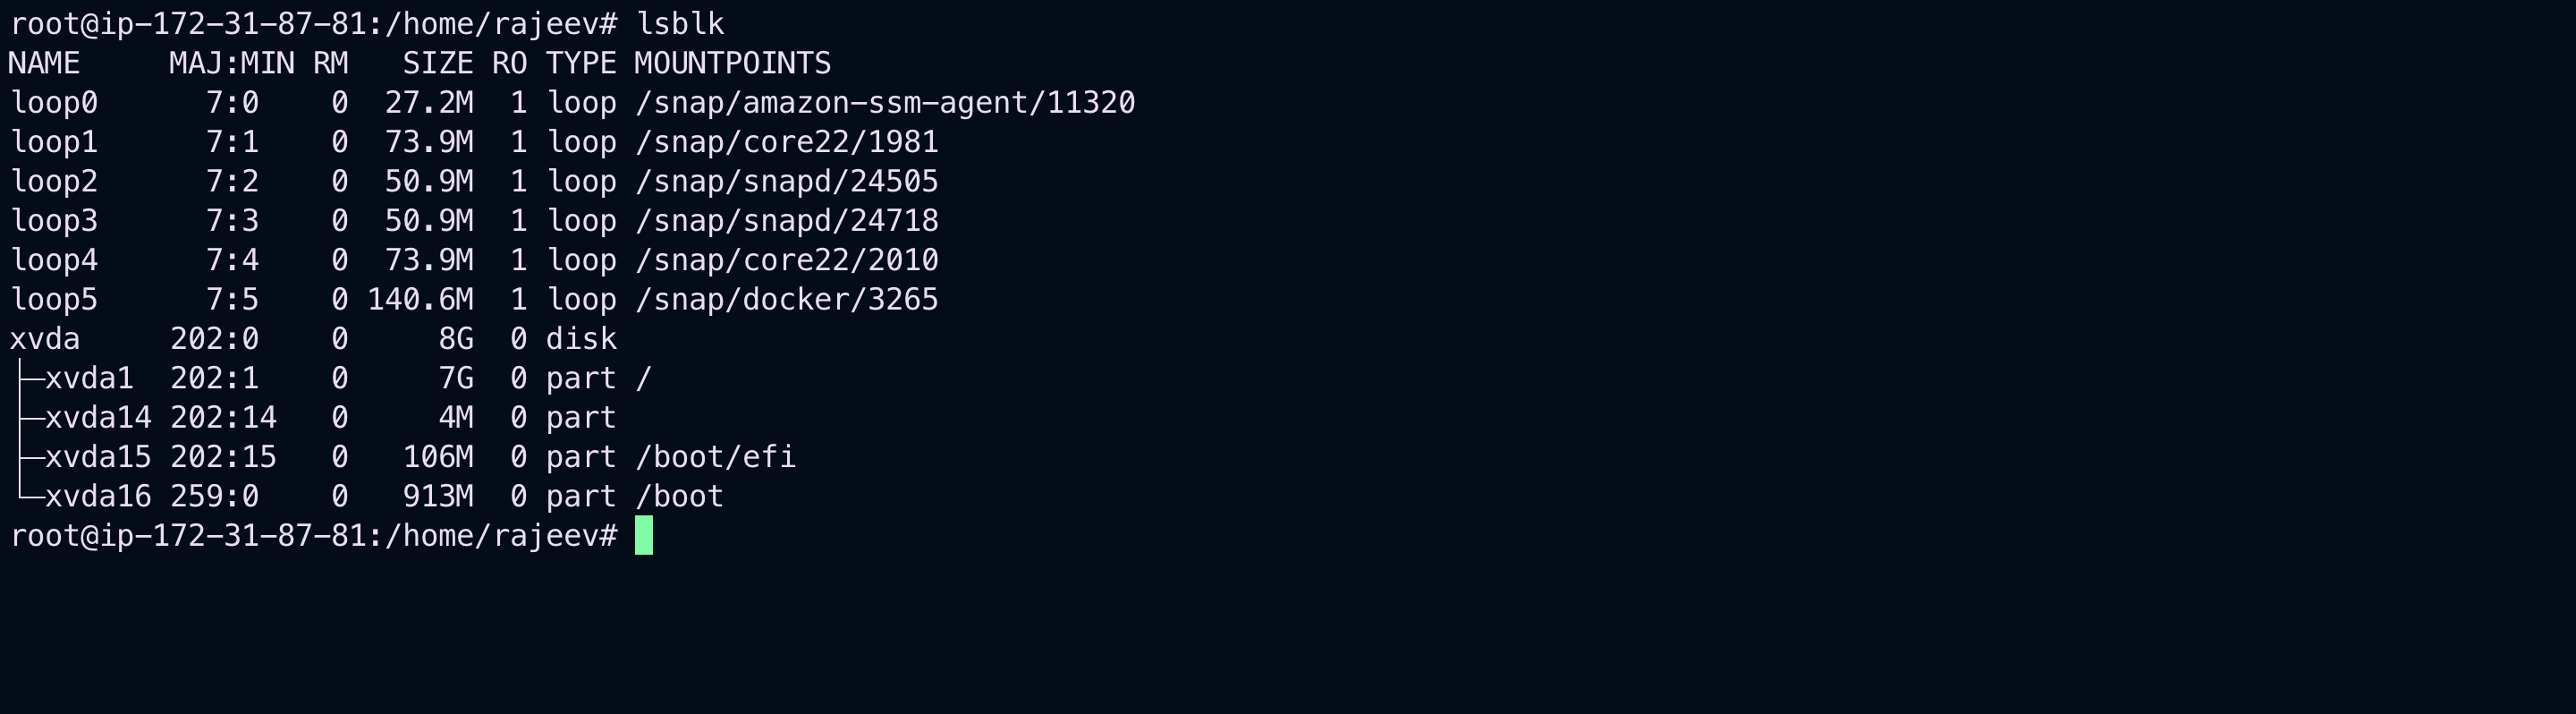 root@ip-172-31-87-81:/home/rajeev# lsblk
NAME     MAJ:MIN RM   SIZE RO TYPE MOUNTPOINTS
loop0      7:0    0  27.2M  1 loop /snap/amazon-ssm-agent/11320
loop1      7:1    0  73.9M  1 loop /snap/core22/1981
loop2      7:2    0  50.9M  1 loop /snap/snapd/24505
loop3      7:3    0  50.9M  1 loop /snap/snapd/24718
loop4      7:4    0  73.9M  1 loop /snap/core22/2010
loop5      7:5    0 140.6M  1 loop /snap/docker/3265
xvda     202:0    0     8G  0 disk
├─xvda1  202:1    0     7G  0 part /
├─xvda14 202:14   0     4M  0 part
├─xvda15 202:15   0   106M  0 part /boot/efi
└─xvda16 259:0    0   913M  0 part /boot
root@ip-172-31-87-81:/home/rajeev#